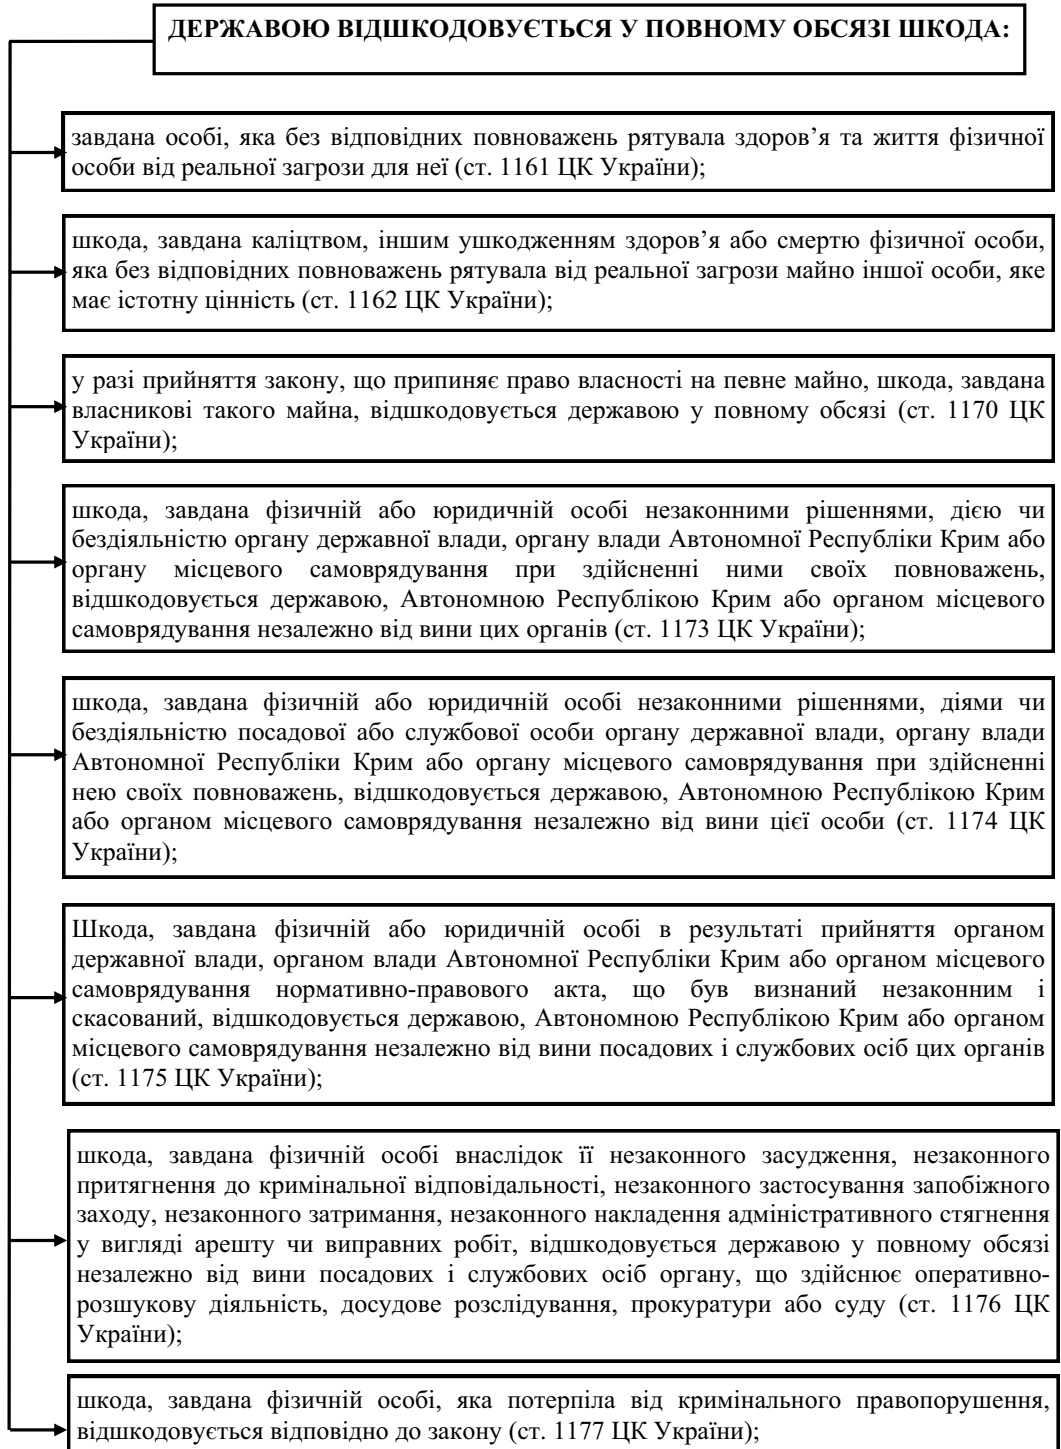 ДЕРЖАВОЮ ВІДШКОДОВУЄТЬСЯ У ПОВНОМУ ОБСЯЗІ ШКОДА:
завдана особі, яка без відповідних повноважень рятувала здоров’я та життя фізичної
особи від реальної загрози для неї (ст. 1161 ЦК України);
шкода, завдана каліцтвом, іншим ушкодженням здоров’я або смертю фізичної особи,
яка без відповідних повноважень рятувала від реальної загрози майно іншої особи, яке
має істотну цінність (ст. 1162 ЦК України);
у разі прийняття закону, що припиняє право власності на певне майно, шкода, завдана
власникові такого майна, відшкодовується державою у повному обсязі (ст. 1170 ЦК
України);
шкода, завдана фізичній або юридичній особі незаконними рішеннями, дією чи
бездіяльністю органу державної влади, органу влади Автономної Республіки Крим або
органу місцевого самоврядування при здійсненні ними своїх повноважень,
відшкодовується державою, Автономною Республікою Крим або органом місцевого
самоврядування незалежно від вини цих органів (ст. 1173 ЦК України);
шкода, завдана фізичній або юридичній особі незаконними рішеннями, діями чи
бездіяльністю посадової або службової особи органу державної влади, органу влади
Автономної Республіки Крим або органу місцевого самоврядування при здійсненні
нею своїх повноважень, відшкодовується державою, Автономною Республікою Крим
або органом місцевого самоврядування незалежно від вини цієї особи (ст. 1174 ЦК
України);
Шкода, завдана фізичній або юридичній особі в результаті прийняття органом
державної влади, органом влади Автономної Республіки Крим або органом місцевого
самоврядування нормативно-правового акта, що був визнаний незаконним і
скасований, відшкодовується державою, Автономною Республікою Крим або органом
місцевого самоврядування незалежно від вини посадових і службових осіб цих органів
(ст. 1175 ЦК України);
шкода, завдана фізичній особі внаслідок її незаконного засудження, незаконного
притягнення до кримінальної відповідальності, незаконного застосування запобіжного
заходу, незаконного затримання, незаконного накладення адміністративного стягнення
у вигляді арешту чи виправних робіт, відшкодовується державою у повному обсязі
незалежно від вини посадових і службових осіб органу, що здійснює оперативно-
розшукову діяльність, досудове розслідування, прокуратури або суду (ст. 1176 ЦК
України);
шкода, завдана фізичній особі, яка потерпіла від кримінального правопорушення,
відшкодовується відповідно до закону (ст. 1177 ЦК України);